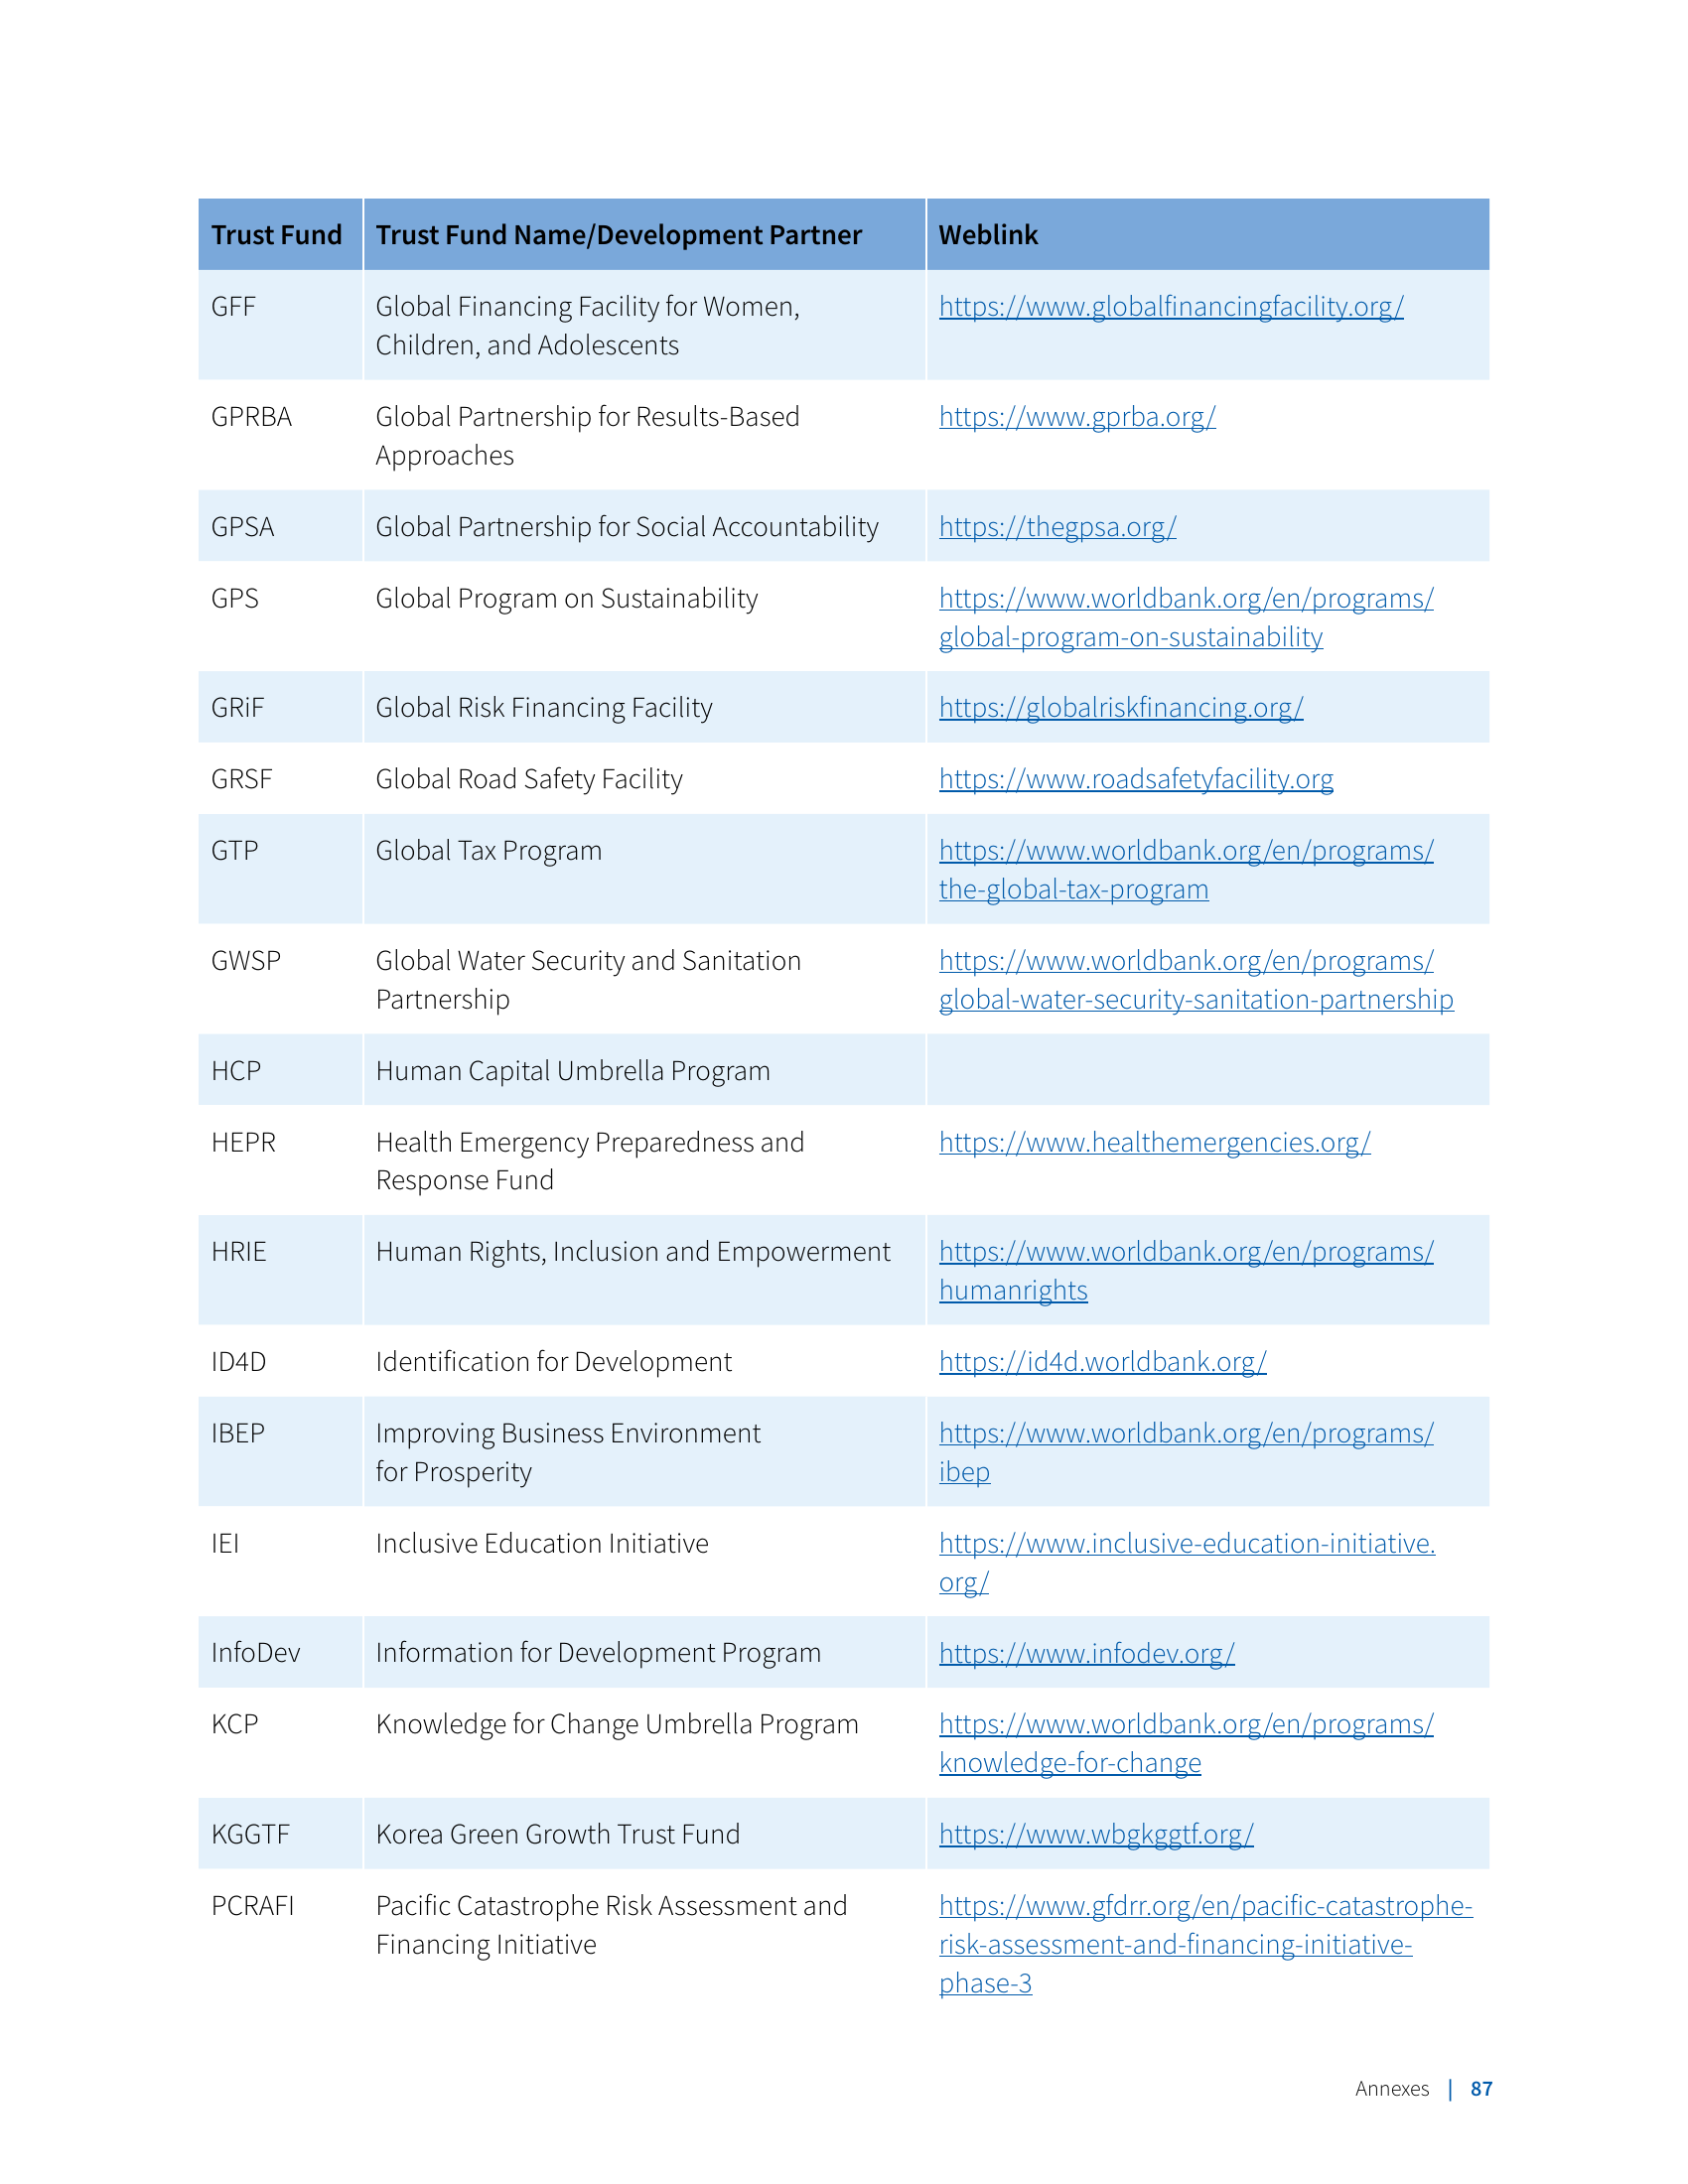 Trust Fund Trust Fund Name/Development Partner Weblink
GFF Global Financing Facility for Women, https://www.globalfinancingfacility.org/
Children, and Adolescents
GPRBA Global Partnership for Results-Based https://www.gprba.org/
Approaches
GPSA Global Partnership for Social Accountability https://thegpsa.org/
GPS Global Program on Sustainability https://www.worldbank.org/en/programs/
global-program-on-sustainability
GRiF Global Risk Financing Facility https://globalriskfinancing.org/
GRSF Global Road Safety Facility https://www.roadsafetyfacility.org
GTP Global Tax Program https://www.worldbank.org/en/programs/
the-global-tax-program
GWSP Global Water Security and Sanitation https://www.worldbank.org/en/programs/
Partnership global-water-security-sanitation-partnership
HCP Human Capital Umbrella Program
HEPR Health Emergency Preparedness and https://www.healthemergencies.org/
Response Fund
HRIE Human Rights, Inclusion and Empowerment https://www.worldbank.org/en/programs/
humanrights
ID4D Identification for Development https://id4d.worldbank.org/
IBEP Improving Business Environment https://www.worldbank.org/en/programs/
for Prosperity ibep
IEI Inclusive Education Initiative https://www.inclusive-education-initiative.
org/
InfoDev Information for Development Program https://www.infodev.org/
KCP Knowledge for Change Umbrella Program https://www.worldbank.org/en/programs/
knowledge-for-change
KGGTF Korea Green Growth Trust Fund https://www.wbgkggtf.org/
PCRAFI Pacific Catastrophe Risk Assessment and https://www.gfdrr.org/en/pacific-catastrophe-
Financing Initiative risk-assessment-and-financing-initiative-
phase-3
Annexes | 87